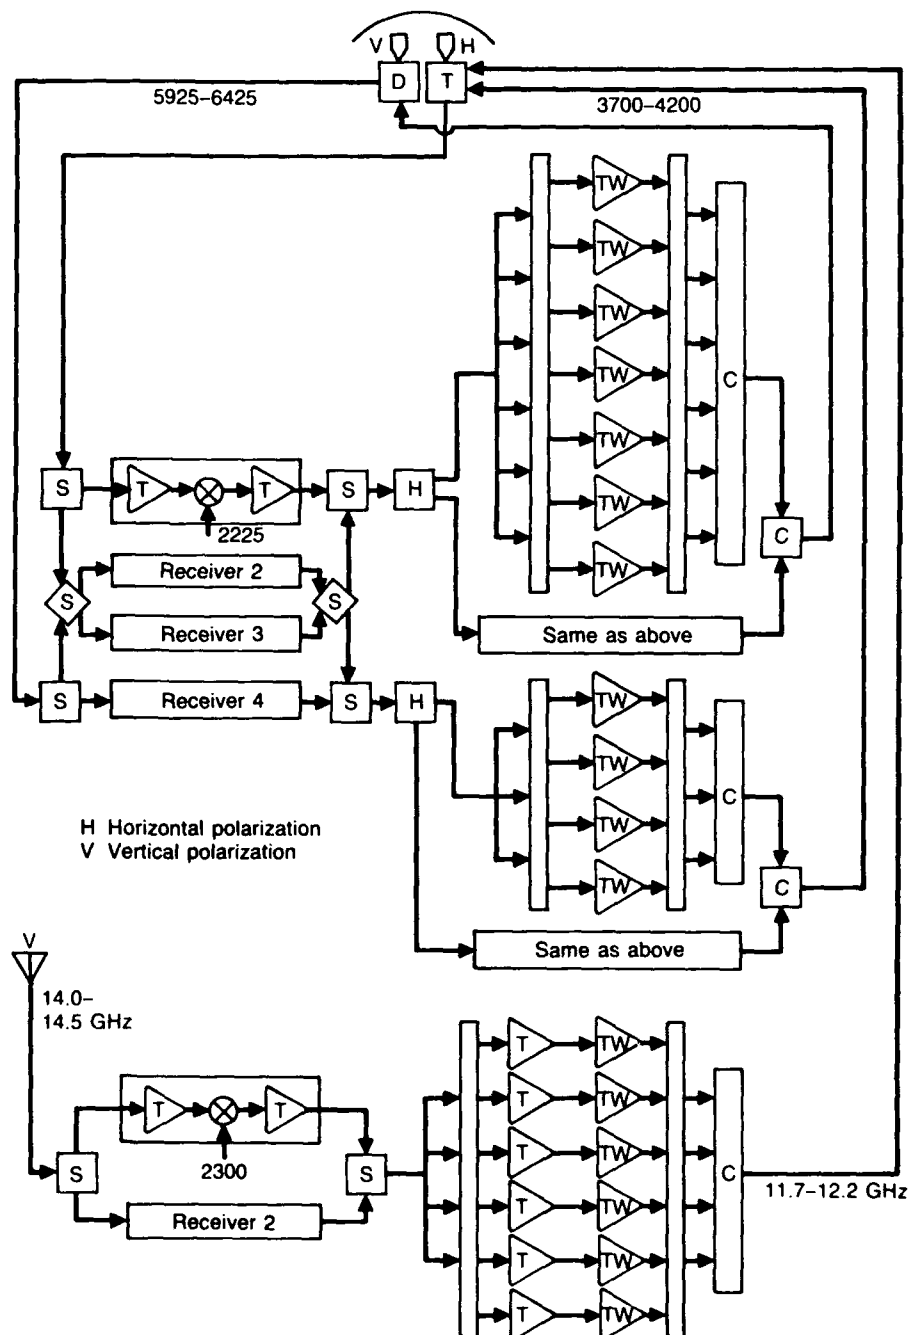 V H
D T
5925–6425
3700–4200
TW
TW
TW
TW
C
TW
TW
TW
S T T S H
2225
C
Receiver 2
S S
Receiver 3
Same as above
S Receiver 4 S H
TW
TW
C
TW
TW
C
H Horizontal polarization
V Vertical polarization
Same as above
V
14.0–
14.5 GHz
T TW
T TW
T T
T TW
2300
S S
C
11.7–12.2 GHz
T TW
Receiver 2
T TW
T TW